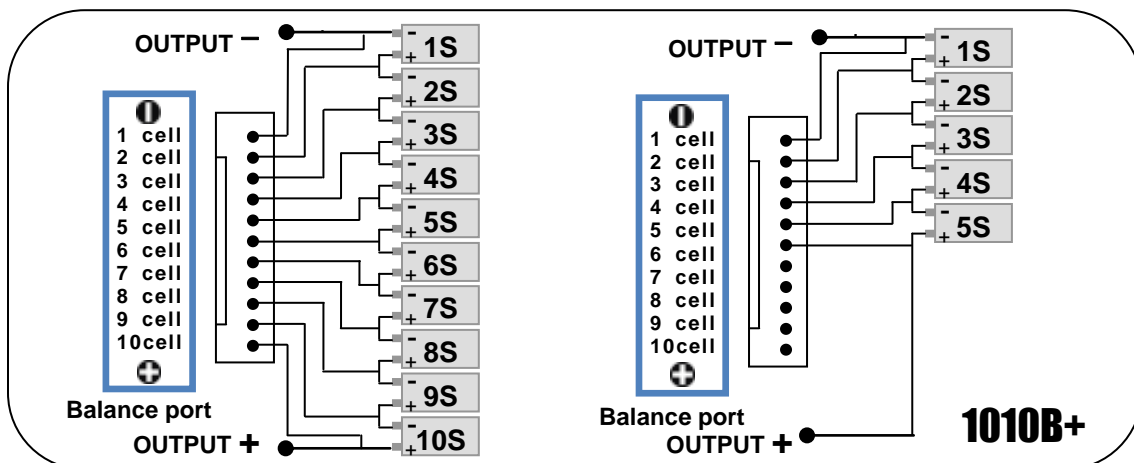 OUTPUT −
- 1S +
- 2S +
- 3S +
- 4S +
- 5S +
- 6S +
- 7S +
- 8S +
- 9S +
- 10S +
1 cell
2 cell
3 cell
4 cell
5 cell
6 cell
7 cell
8 cell
9 cell
10cell
Balance port
OUTPUT +
OUTPUT −
- 1S +
- 2S +
- 3S +
- 4S +
- 5S +
1 cell
2 cell
3 cell
4 cell
5 cell
6 cell
7 cell
8 cell
9 cell
10cell
Balance port
OUTPUT +
1010B+